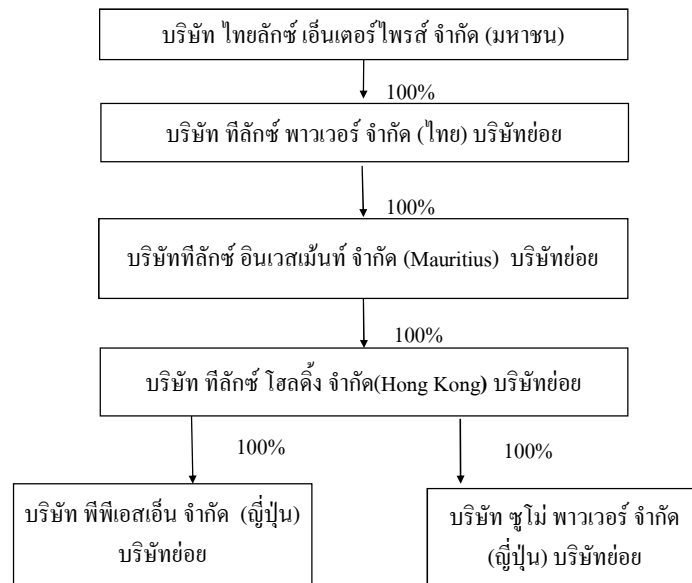 บริษัท ไทยลักซ์ เอ็นเตอร์ไพรส์ จำกัด (มหาชน)
100%
บริษัท ทีลักซ์ พาวเวอร์ จำกัด (ไทย) บริษัทย่อย
100%
บริษัททีลักซ์ อินเวสเม้นท์ จำกัด (Mauritius) บริษัทย่อย
100%
บริษัท ทีลักซ์ โฮลดิ้ง จำกัด(Hong Kong) บริษัทย่อย
100%
100%
บริษัท พีพีเอสเอ็น จำกัด (ญี่ปุ่น)
บริษัทย่อย
บริษัท ซูโม่ พาวเวอร์ จำกัด
(ญี่ปุ่น) บริษัทย่อย